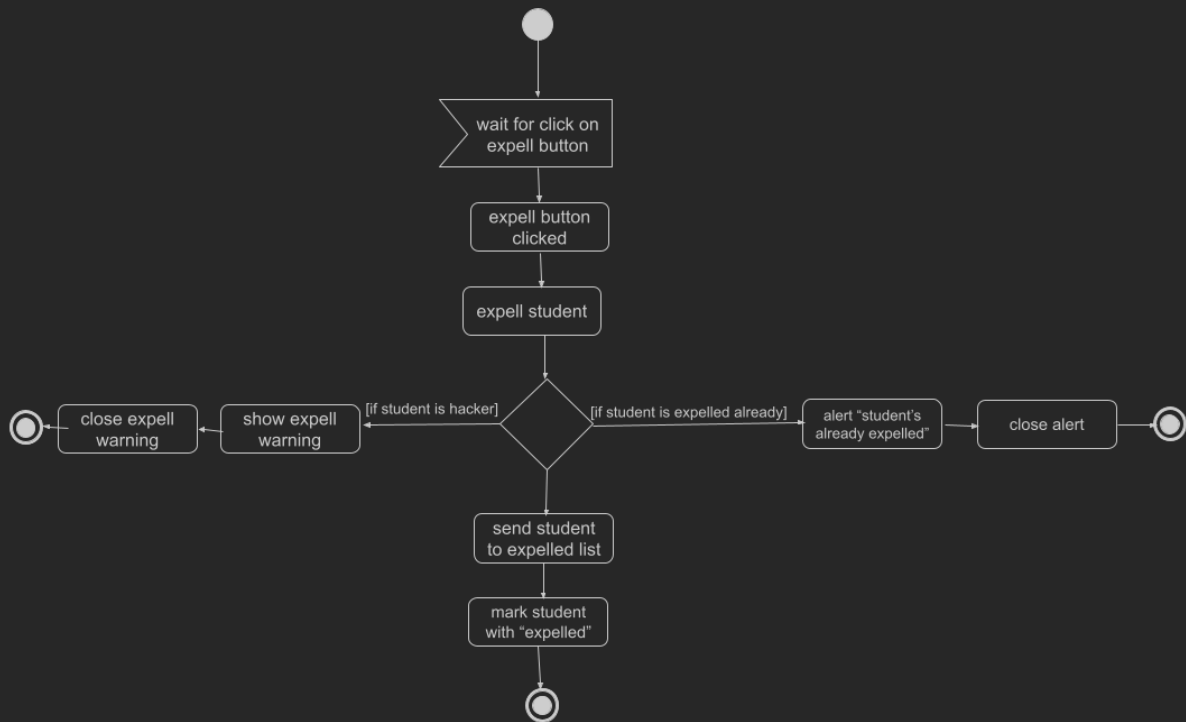 wait for click on
expell button
expell button
clicked
expell student
[if student is hacker]
[if student is expelled already]
close expell
warning
show expell
warning
alert “student’s
already expelled”
close alert
send student
to expelled list
mark student
with “expelled”